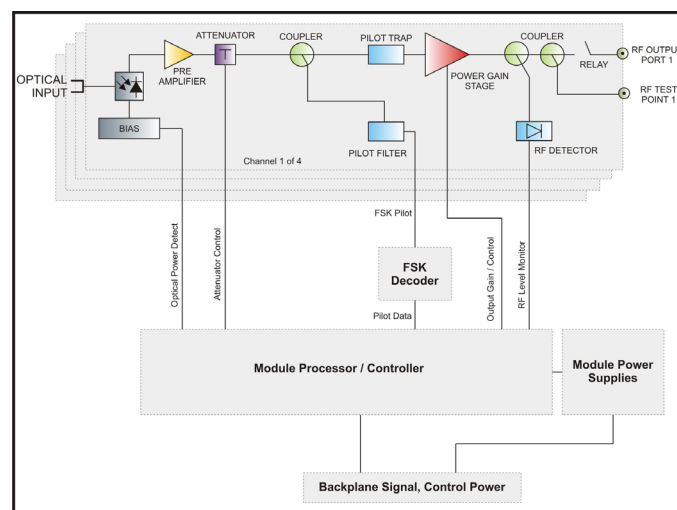 ATTENUATOR
COUPLER
PILOT TRAP
COUPLER
RF OUTPU
PORT 1
RELAY
PRE
AMPLIFIER
POWER GAIN
STAGE
OPTICAL
INPUT
RF TEST
POINT 1
T
BIAS
PILOT FILTER
RF DETECTOR
Channel 1 of 4
Optical Power Detect
Attenuator Control
FSK Pilot
Output Gain / Control
RF Level Monitor
FSK
Decoder
Pilot Data
Module Processor / Controller
Module Power
Supplies
Backplane Signal, Control Power